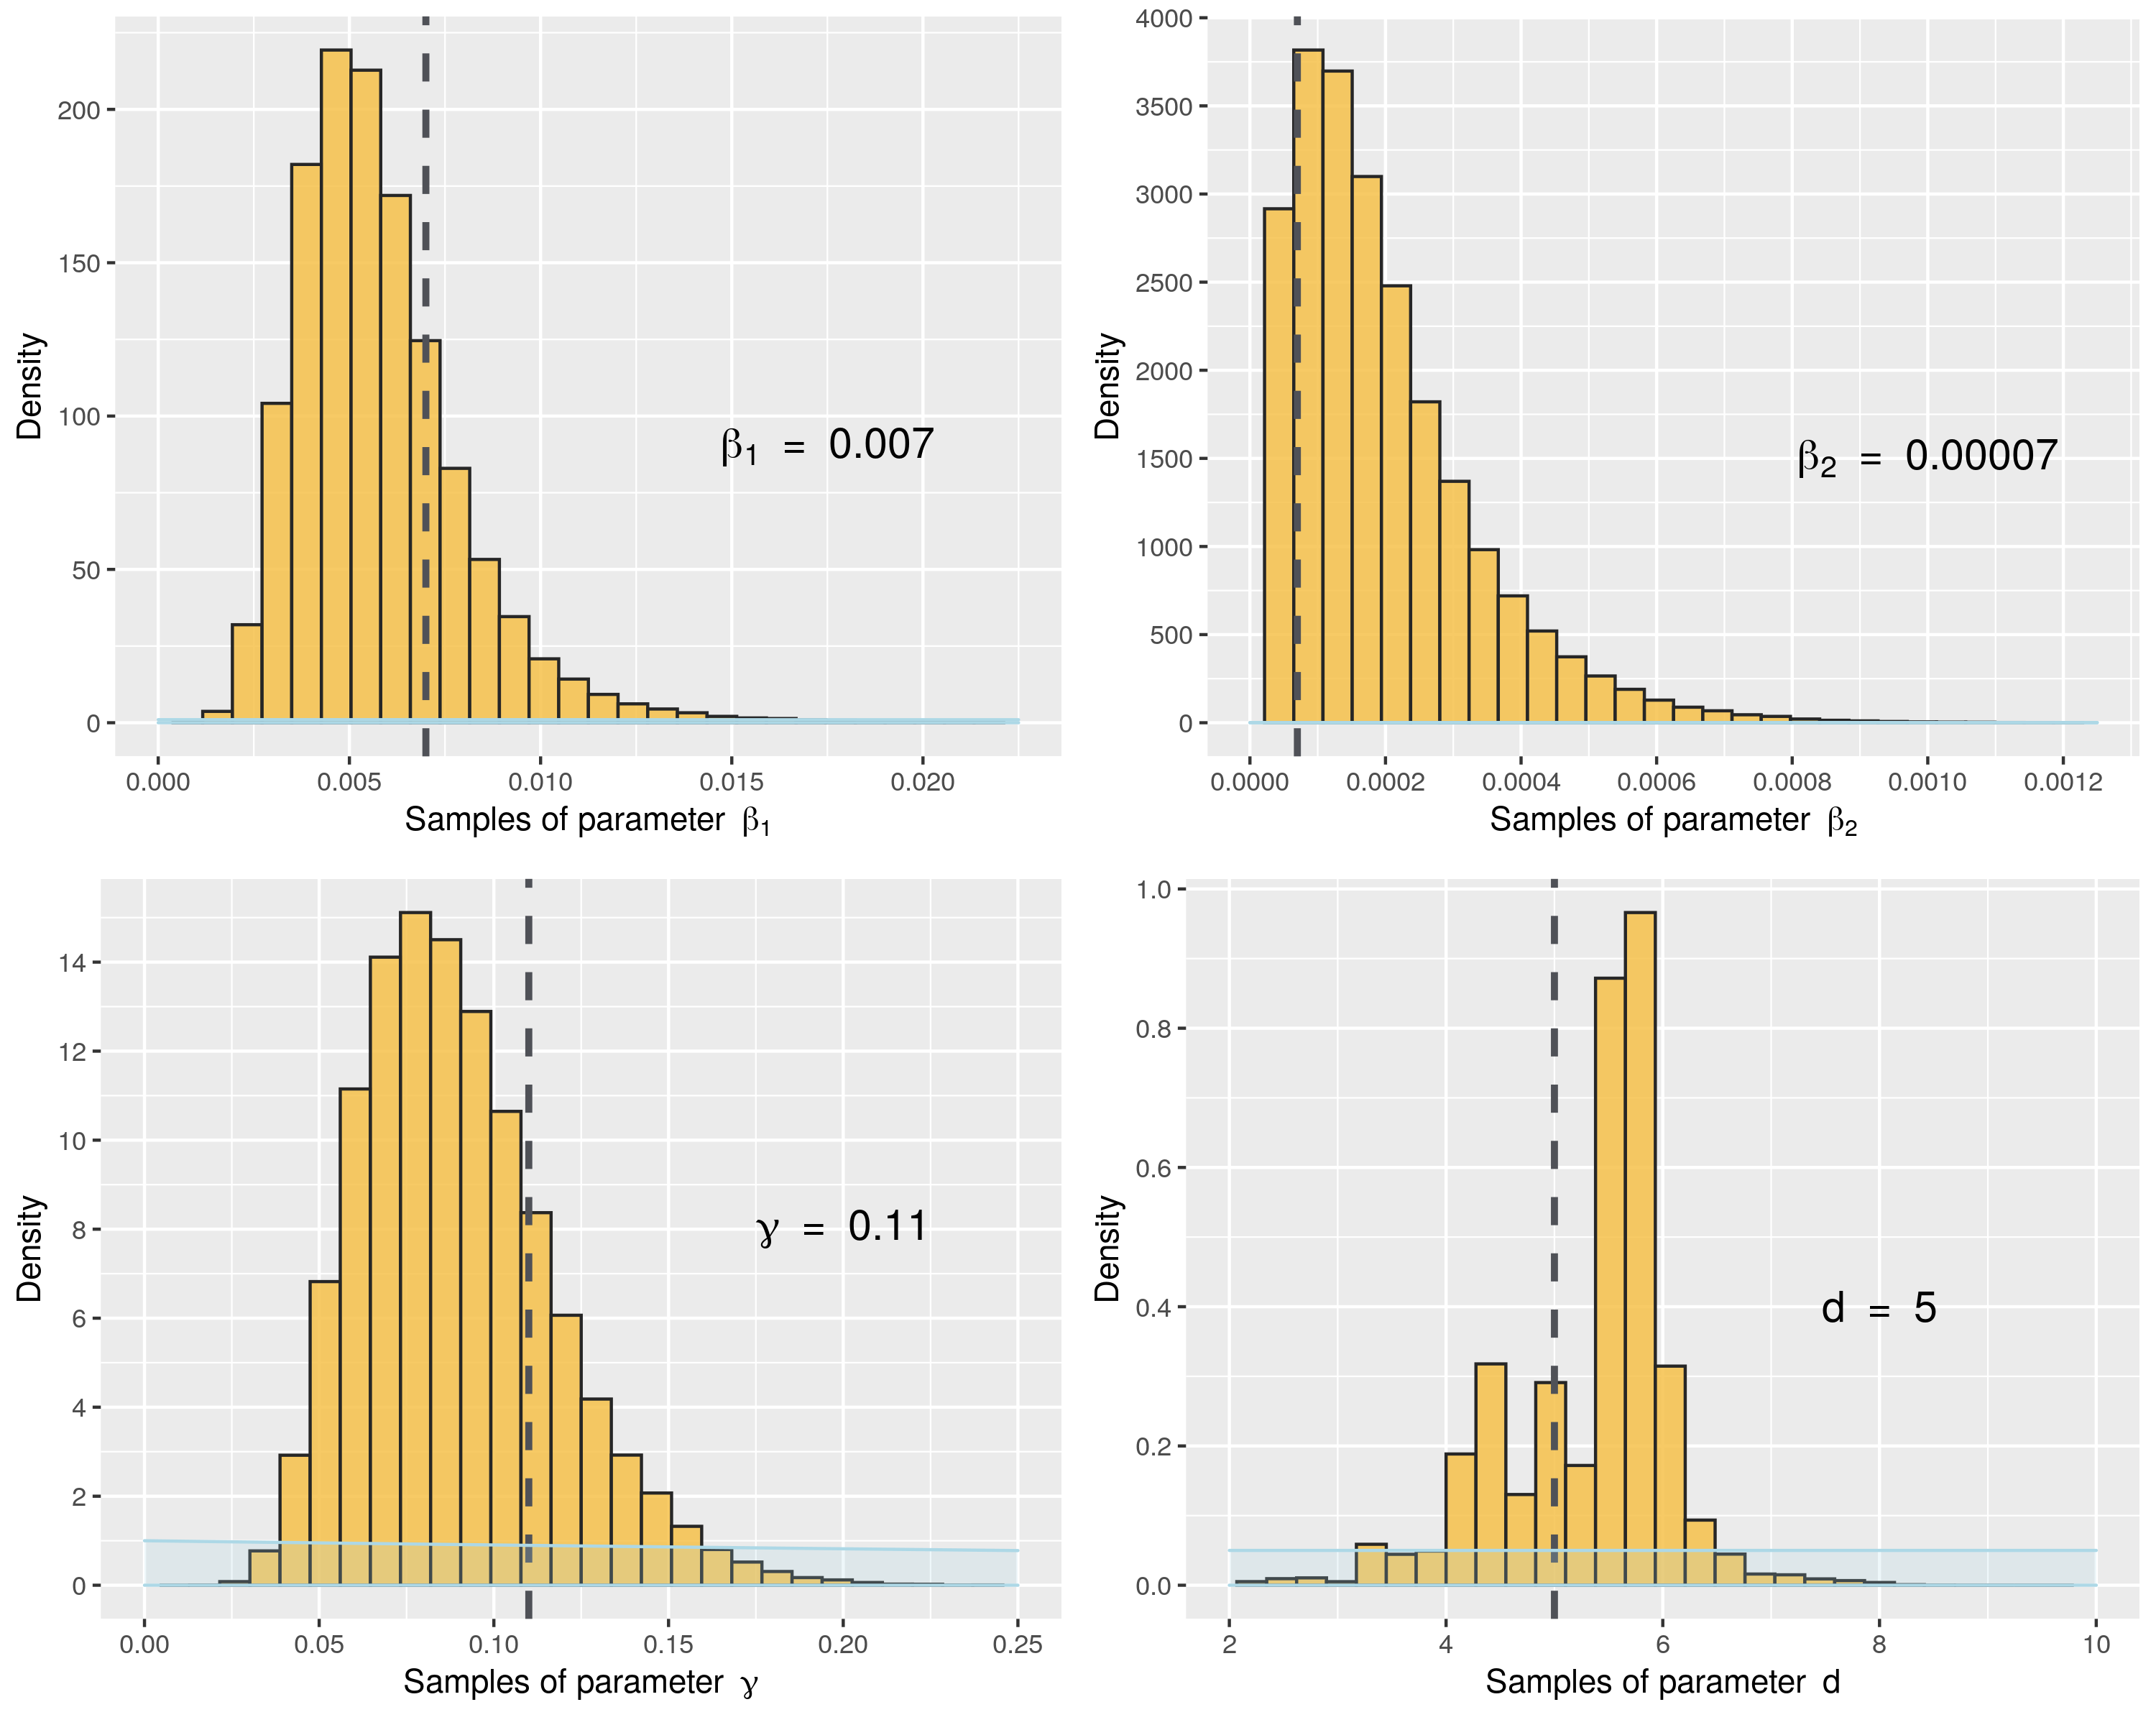 200
150
100
50
0
Density
β1 = 0.007
0.000 0.005 0.010 0.015 0.020
Samples of parameter β1
4000
3500
3000
2500
2000
1500
1000
500
0
Density
β2 = 0.00007
0.0000 0.0002 0.0004 0.0006 0.0008 0.0010 0.0012
Samples of parameter β2
14
12
10
8
6
4
2
0
Density
γ = 0.11
0.00 0.05 0.10 0.15 0.20 0.25
Samples of parameter γ
1.0
0.8
0.6
0.4
0.2
0.0
Density
d = 5
2 4 6 8 10
Samples of parameter d